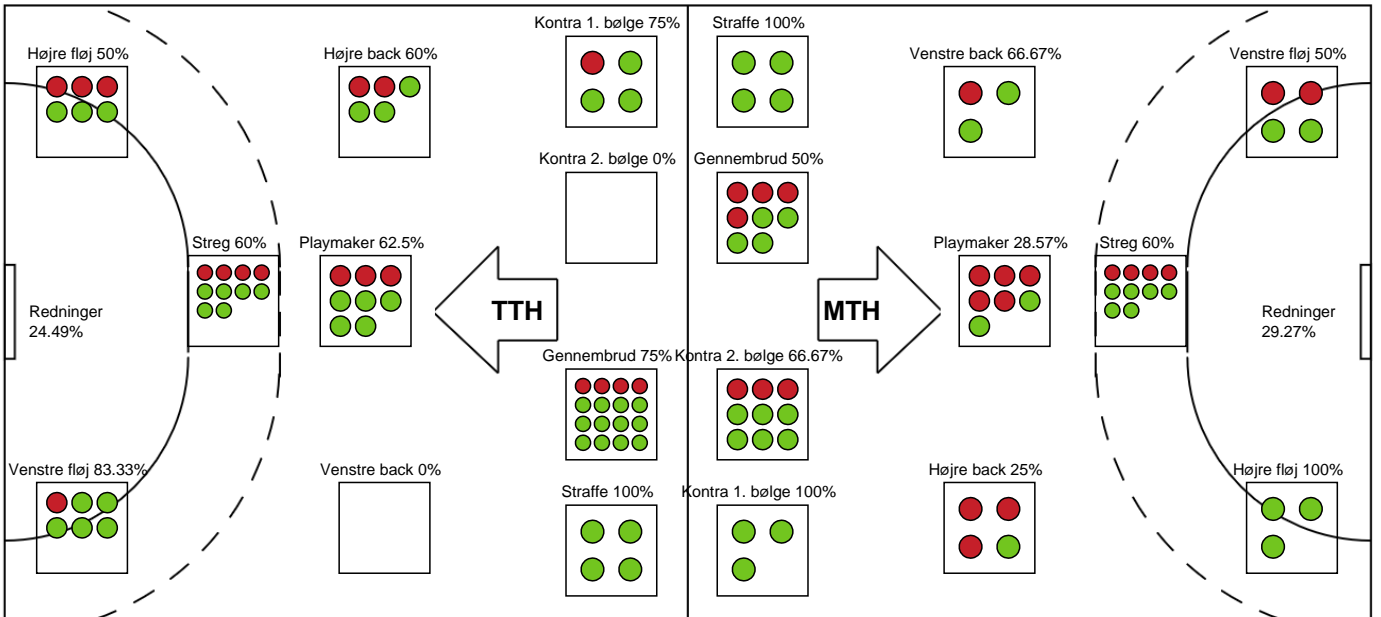 Kontra 1. bølge 75%
Straffe 100%
Højre fløj 50%
Højre back 60%
Venstre back 66.67%
Venstre fløj 50%
Kontra 2. bølge 0%
Gennembrud 50%
Streg 60%
Playmaker 62.5%
Playmaker 28.57%
Streg 60%
TTH
MTH
Redninger
24.49%
Redninger
29.27%
Gennembrud 75%
Kontra 2. bølge 66.67%
Venstre fløj 83.33%
Venstre back 0%
Højre back 25%
Højre fløj 100%
Straffe 100%
Kontra 1. bølge 100%